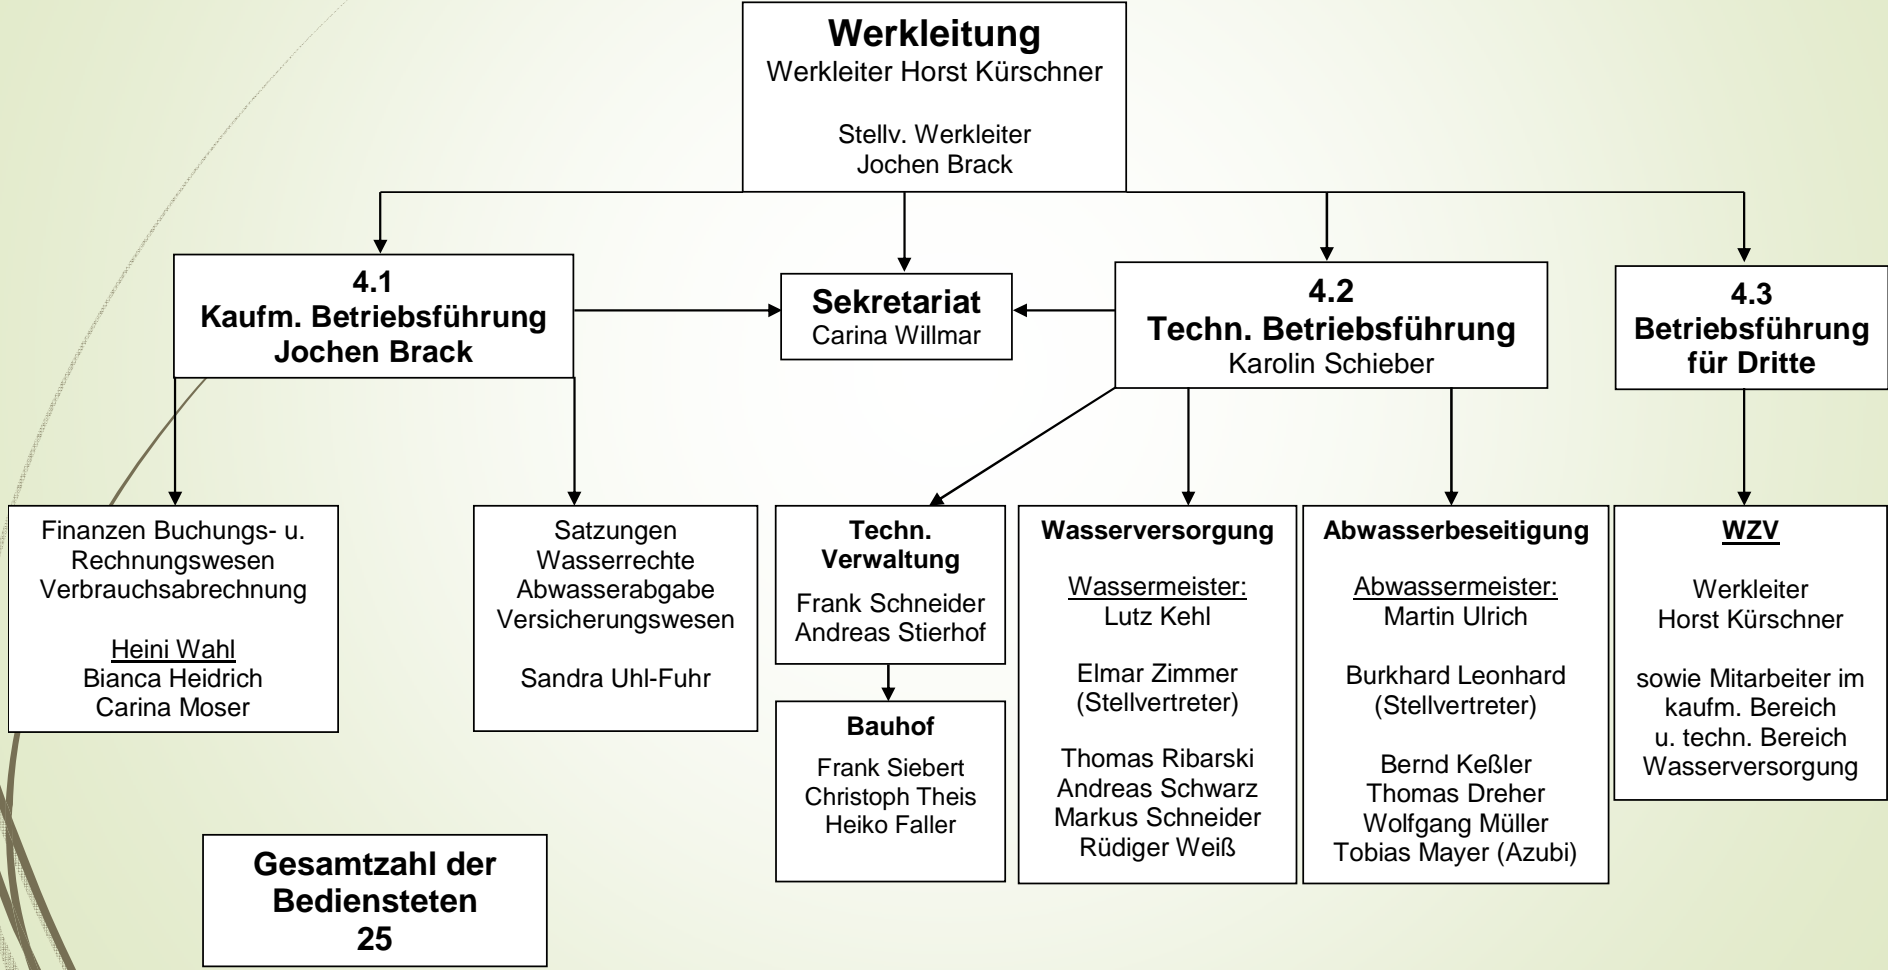 Werkleitung
Werkleiter Horst Kürschner
Stellv. Werkleiter
Jochen Brack
4.1
Kaufm. Betriebsführung
Jochen Brack
Sekretariat
Carina Willmar
4.2
Techn. Betriebsführung
Karolin Schieber
4.3
Betriebsführung
für Dritte
Finanzen Buchungs- u.
Rechnungswesen
Verbrauchsabrechnung
Heini Wahl
Bianca Heidrich
Carina Moser
Satzungen
Wasserrechte
Abwasserabgabe
Versicherungswesen
Sandra Uhl-Fuhr
Techn.
Verwaltung
Frank Schneider
Andreas Stierhof
Bauhof
Frank Siebert
Christoph Theis
Heiko Faller
Wasserversorgung
Wassermeister:
Lutz Kehl
Elmar Zimmer
(Stellvertreter)
Thomas Ribarski
Andreas Schwarz
Markus Schneider
Rüdiger Weiß
Abwasserbeseitigung
Abwassermeister:
Martin Ulrich
Burkhard Leonhard
(Stellvertreter)
Bernd Keßler
Thomas Dreher
Wolfgang Müller
Tobias Mayer (Azubi)
WZV
Werkleiter
Horst Kürschner
sowie Mitarbeiter im
kaufm. Bereich
u. techn. Bereich
Wasserversorgung
Gesamtzahl der
Bediensteten
25